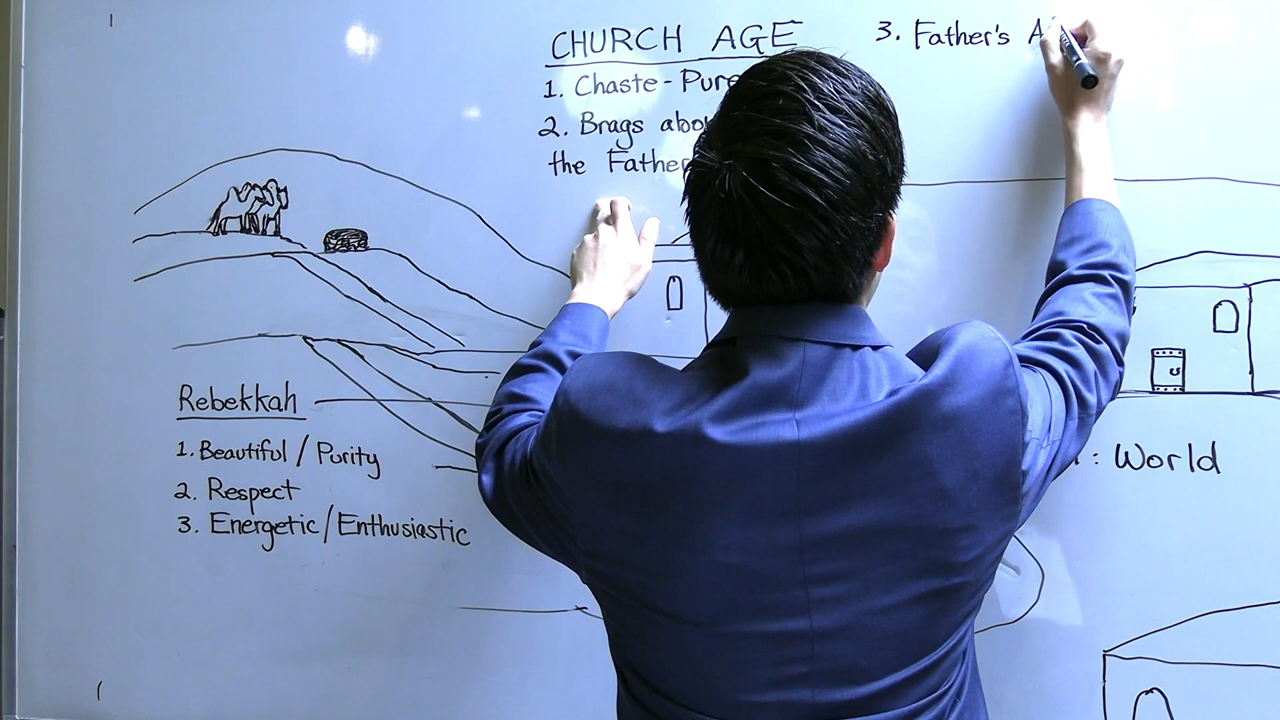 CHURCH AGE
1. Chaste - Pure
2. Brags
the Father
3. Father's
Rebekkah
1. Beautiful / Purity
2. Respect
3. Energetic/Enthusiastic
: World